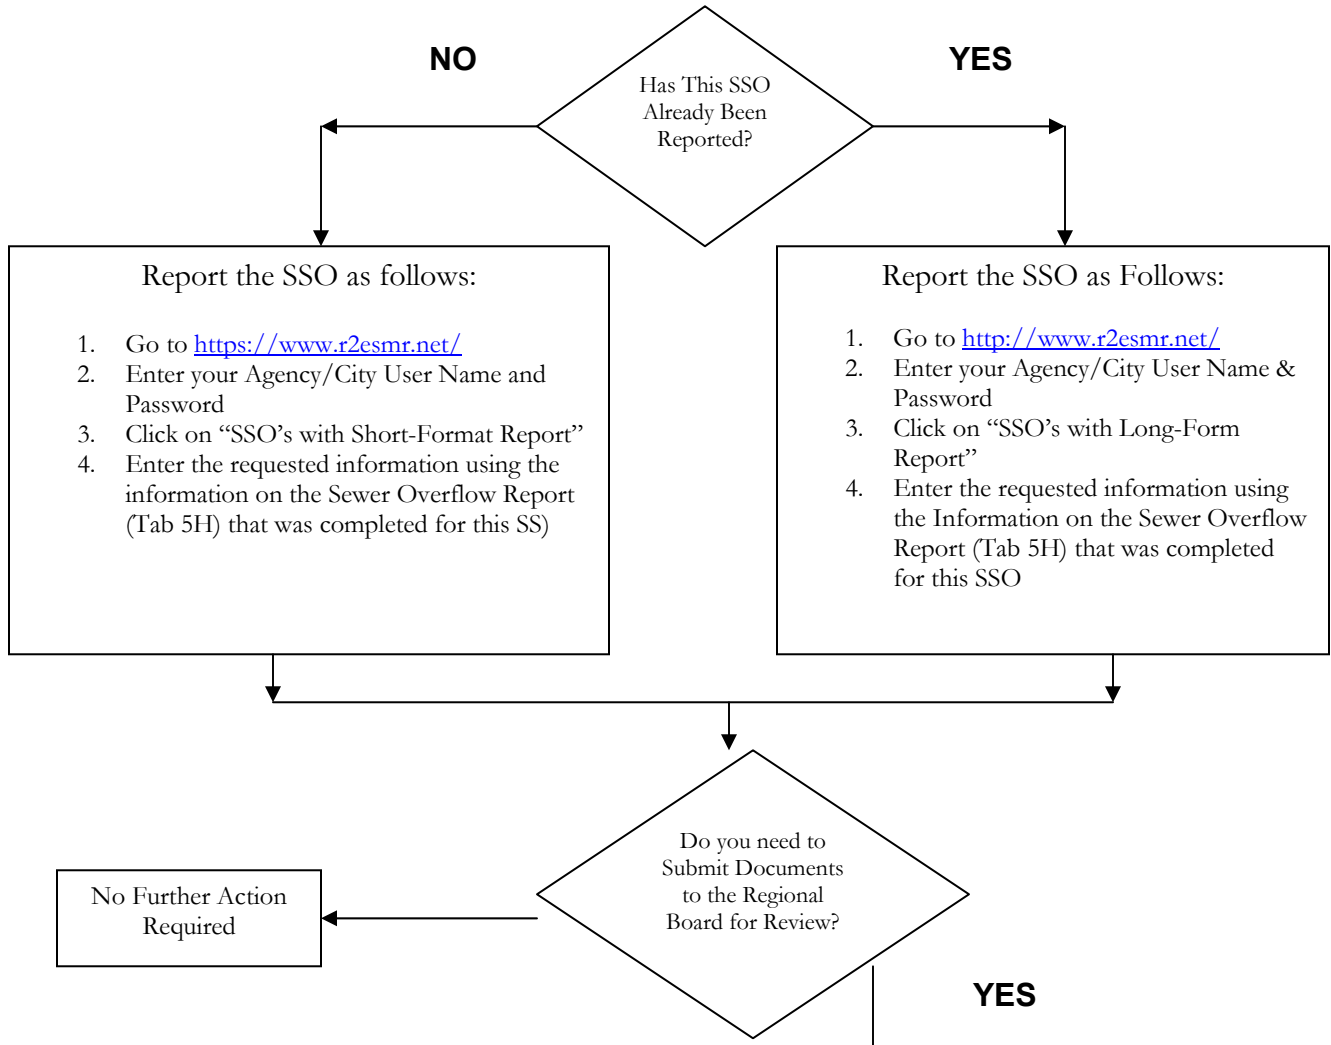 NO
YES
Has This SSO
Already Been
Reported?
Report the SSO as follows:
1. Go to https://www.r2esmr.net/
2. Enter your Agency/City User Name and
Password
3. Click on “SSO’s with Short-Format Report”
4. Enter the requested information using the
information on the Sewer Overflow Report
(Tab 5H) that was completed for this SS)
Report the SSO as Follows:
1. Go to http://www.r2esmr.net/
2. Enter your Agency/City User Name &
Password
3. Click on “SSO’s with Long-Form
Report”
4. Enter the requested information using
the Information on the Sewer Overflow
Report (Tab 5H) that was completed
for this SSO
Do you need to
Submit Documents
to the Regional
Board for Review?
No Further Action
Required
YES